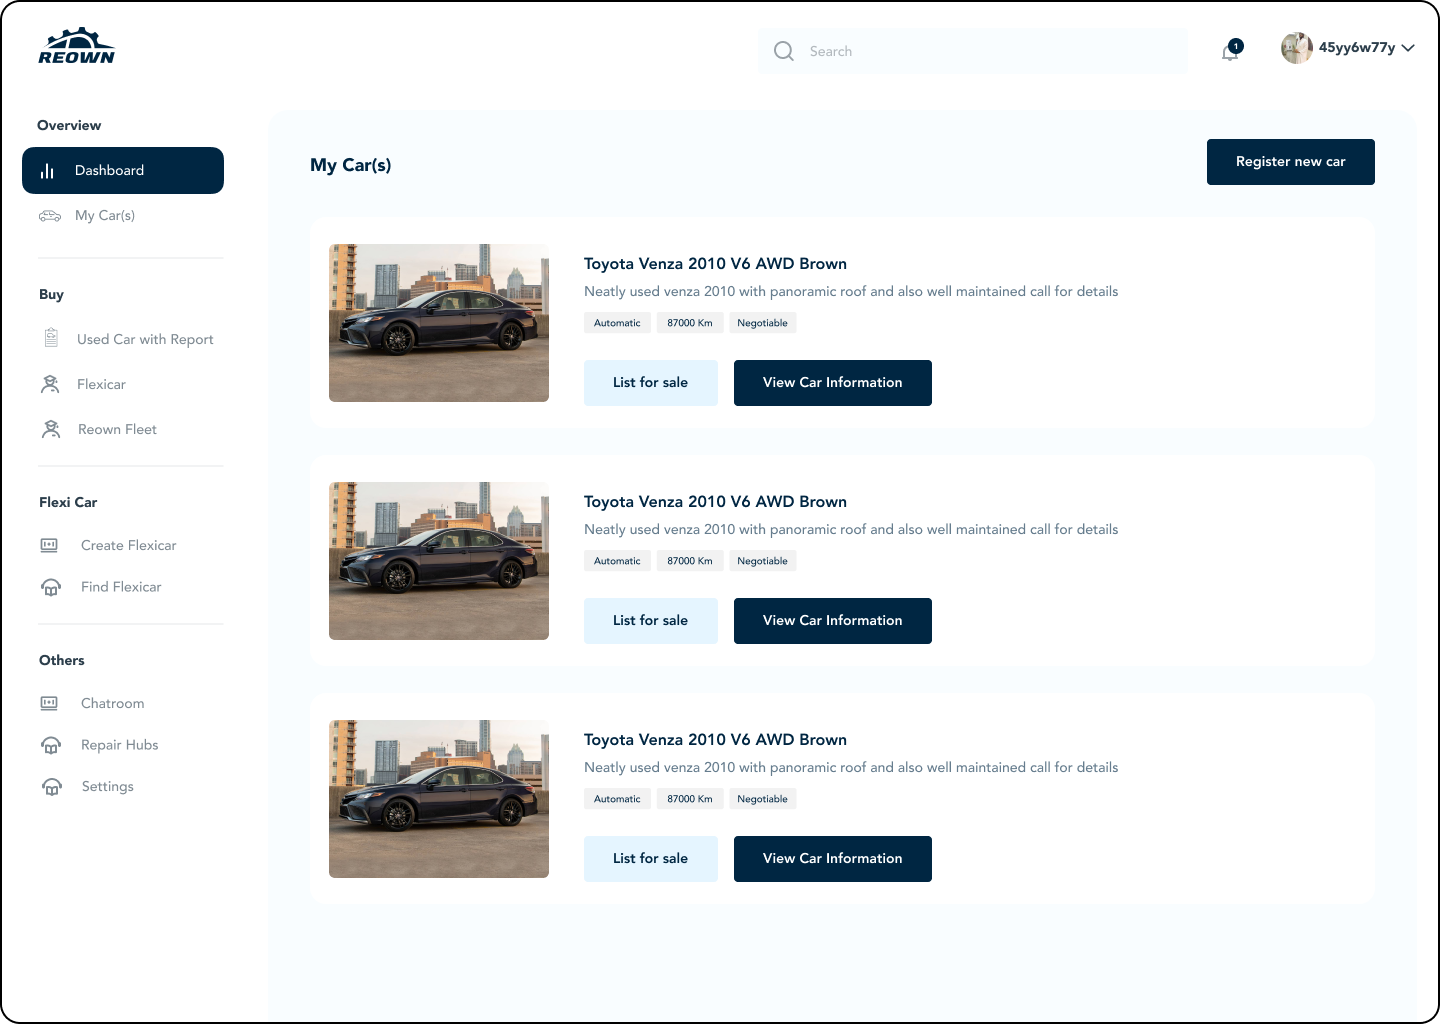 REOWN
Search
1
45yy6w77y
Overview
Dashboard
My Car(s)
Buy
Used Car with Report
Flexicar
Reown Fleet
Flexi Car
Create Flexicar
Find Flexicar
Others
Chatroom
Repair Hubs
Settings
My Car(s)
Register new car
Toyota Venza 2010 V6 AWD Brown
Neatly used venza 2010 with panoramic roof and also well maintained call for details
Automatic 87000 Km Negotiable
List for sale View Car Information
Toyota Venza 2010 V6 AWD Brown
Neatly used venza 2010 with panoramic roof and also well maintained call for details
Automatic 87000 Km Negotiable
List for sale View Car Information
Toyota Venza 2010 V6 AWD Brown
Neatly used venza 2010 with panoramic roof and also well maintained call for details
Automatic 87000 Km Negotiable
List for sale View Car Information